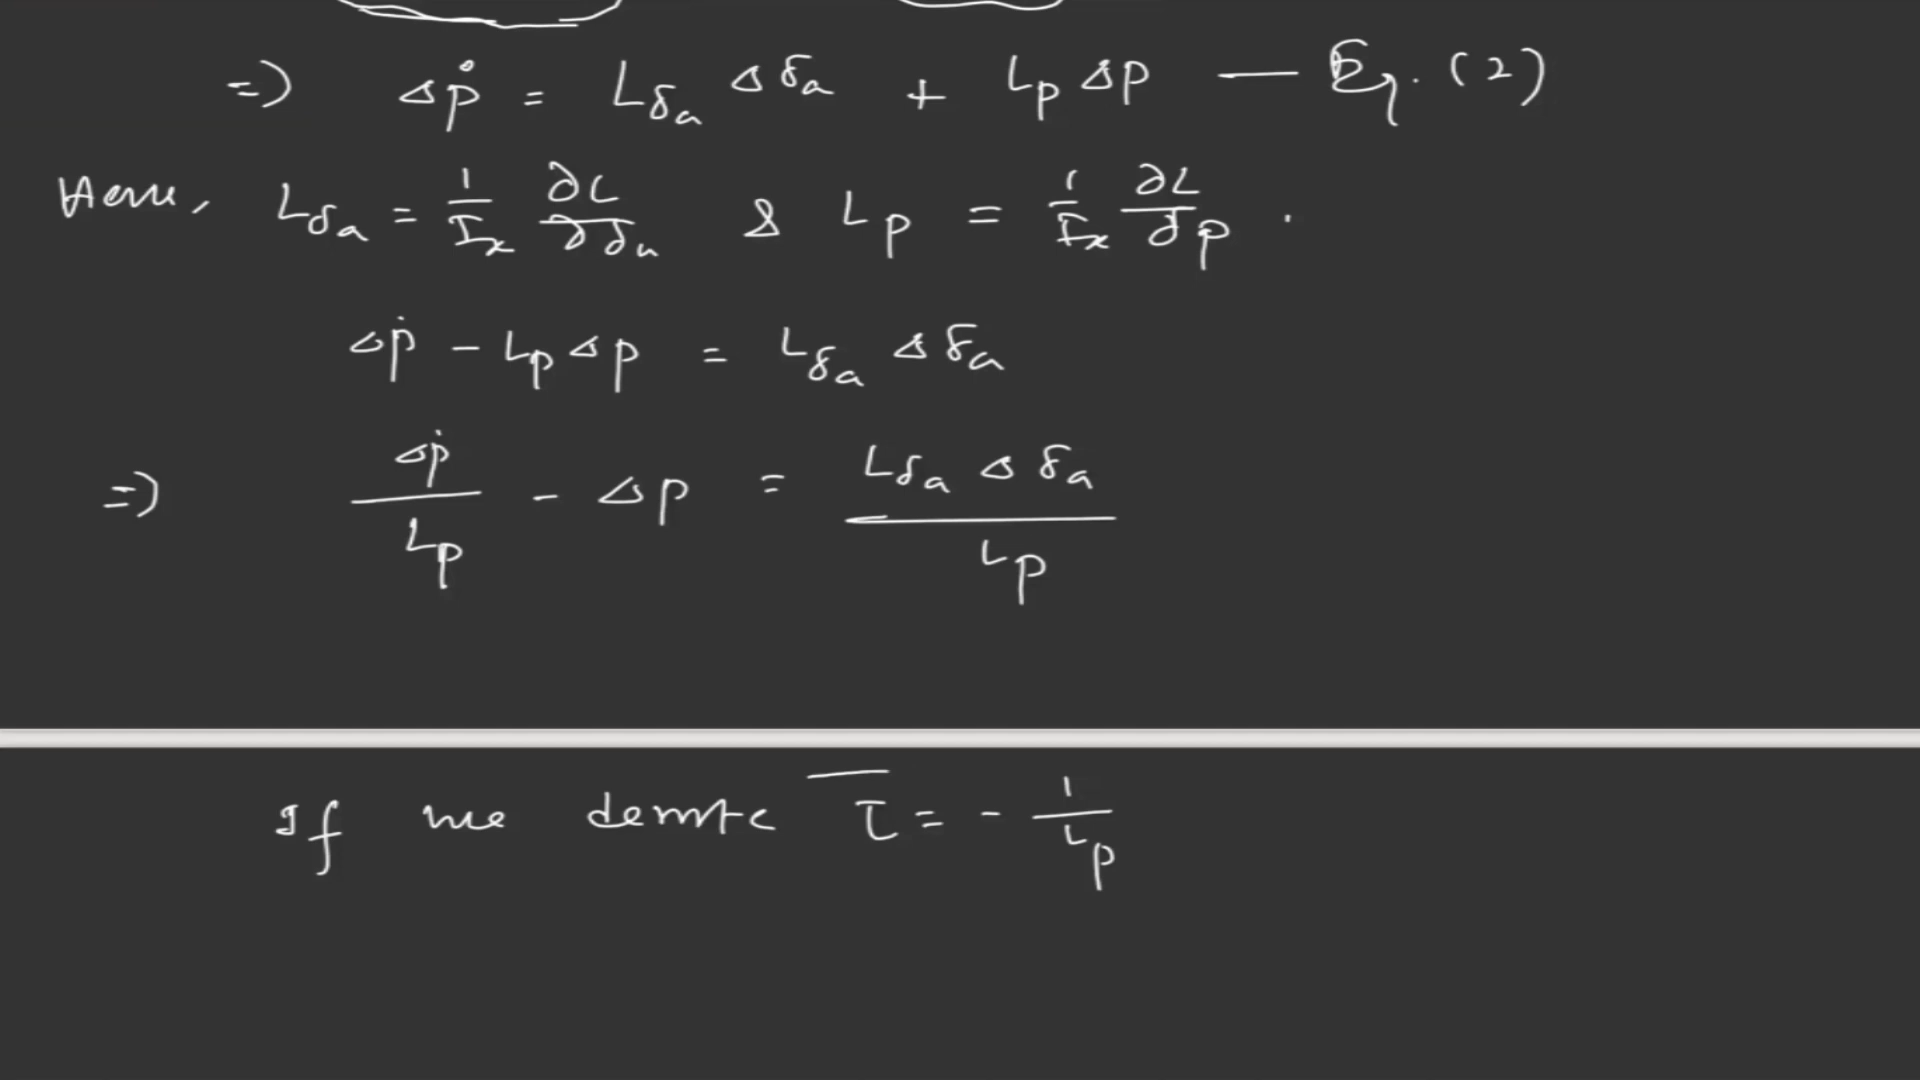 => Δṗ = L_δa Δδa + L_p Δp — Eq. (2)
Here, L_δa = 1/I_x ∂L/∂δa & L_p = 1/I_x ∂L/∂p .
Δṗ - L_p Δp = L_δa Δδa
=> Δṗ/L_p - Δp = L_δa Δδa / L_p
If we denote τ = - 1/L_p